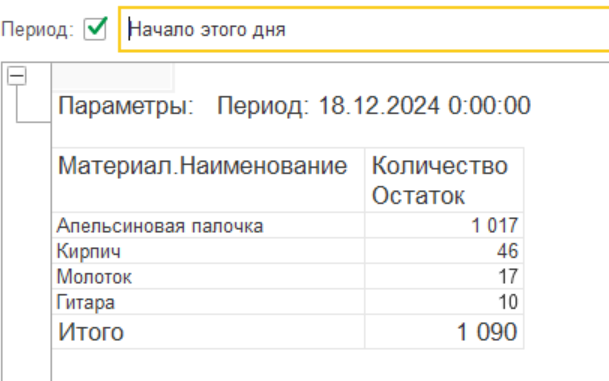 Период: Начало этого дня
Параметры: Период: 18.12.2024 0:00:00
Материал.Наименование Количество
Остаток
Апельсиновая палочка 1 017
Кирпич 46
Молоток 17
Гитара 10
Итого 1 090